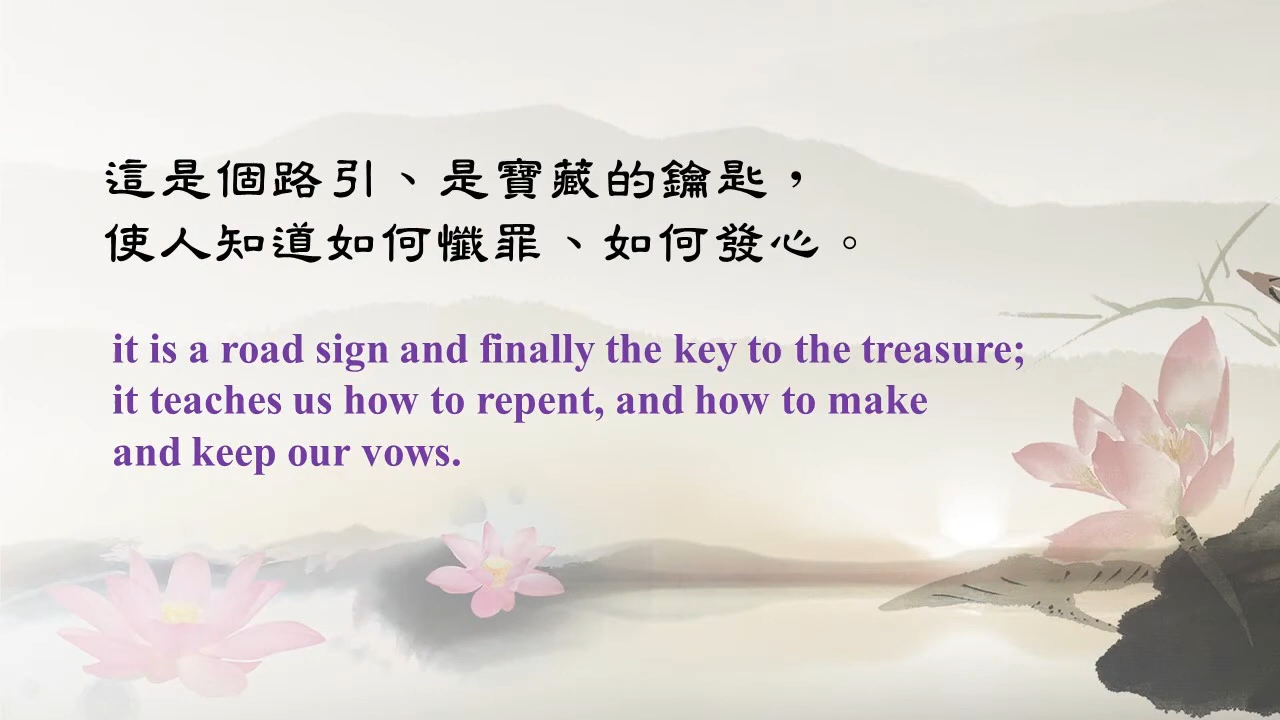 這是個路引、是寶藏的鑰匙，
使人知道如何懺罪、如何發心。
it is a road sign and finally the key to the treasure;
it teaches us how to repent, and how to make
and keep our vows.